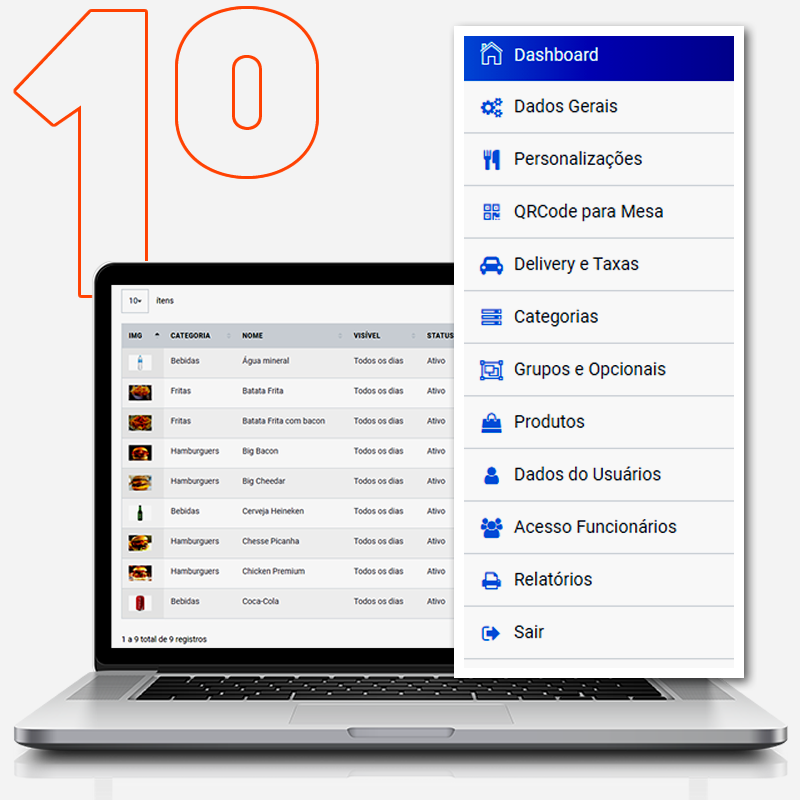 10
10 ítens
IMG CATEGORIA NOME VISÍVEL STATUS
Bebidas Água mineral Todos os dias Ativo
Fritas Batata Frita Todos os dias Ativo
Fritas Batata Frita com bacon Todos os dias Ativo
Hamburguers Big Bacon Todos os dias Ativo
Hamburguers Big Cheedar Todos os dias Ativo
Bebidas Cerveja Heineken Todos os dias Ativo
Hamburguers Chesse Picanha Todos os dias Ativo
Hamburguers Chicken Premium Todos os dias Ativo
Bebidas Coca-Cola Todos os dias Ativo
1 a 9 total de 9 registros
Dashboard
Dados Gerais
Personalizações
QRCode para Mesa
Delivery e Taxas
Categorias
Grupos e Opcionais
Produtos
Dados do Usuários
Acesso Funcionários
Relatórios
Sair